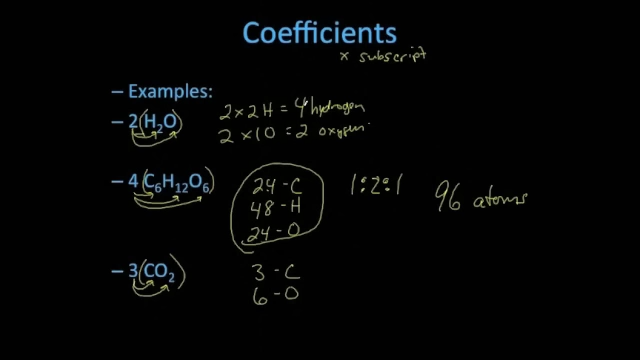 Coefficients
x subscript
– Examples:
– 2(H₂O) 2 x 2H = 4 hydrogen
2 x 1O = 2 oxygen
– 4(C₆H₁₂O₆) 24 - C 1:2:1 96 atoms
48 - H
24 - O
– 3(CO₂) 3 - C
6 - O